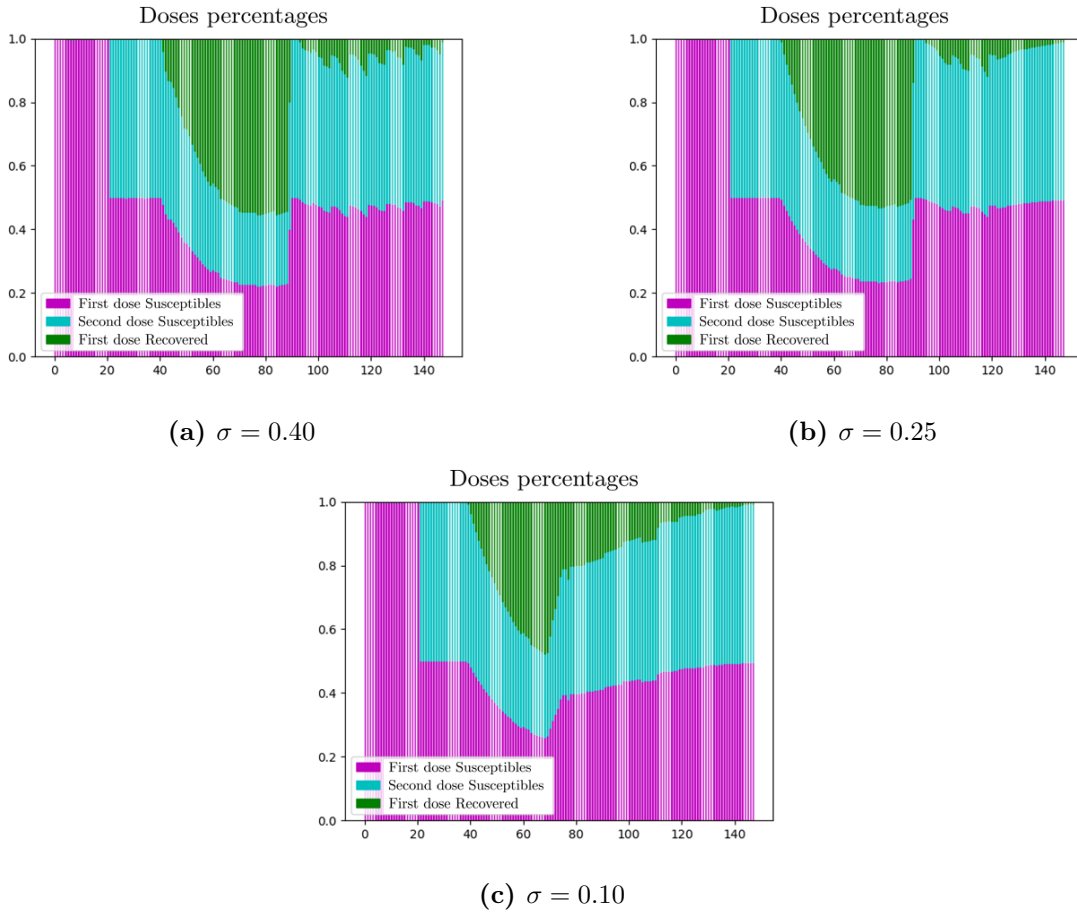 Doses percentages
1.0
0.8
0.6
0.4
0.2
0.0
First dose Susceptibles
Second dose Susceptibles
First dose Recovered
0 20 40 60 80 100 120 140
(a) σ = 0.40
Doses percentages
1.0
0.8
0.6
0.4
0.2
0.0
First dose Susceptibles
Second dose Susceptibles
First dose Recovered
0 20 40 60 80 100 120 140
(b) σ = 0.25
Doses percentages
1.0
0.8
0.6
0.4
0.2
0.0
First dose Susceptibles
Second dose Susceptibles
First dose Recovered
0 20 40 60 80 100 120 140
(c) σ = 0.10